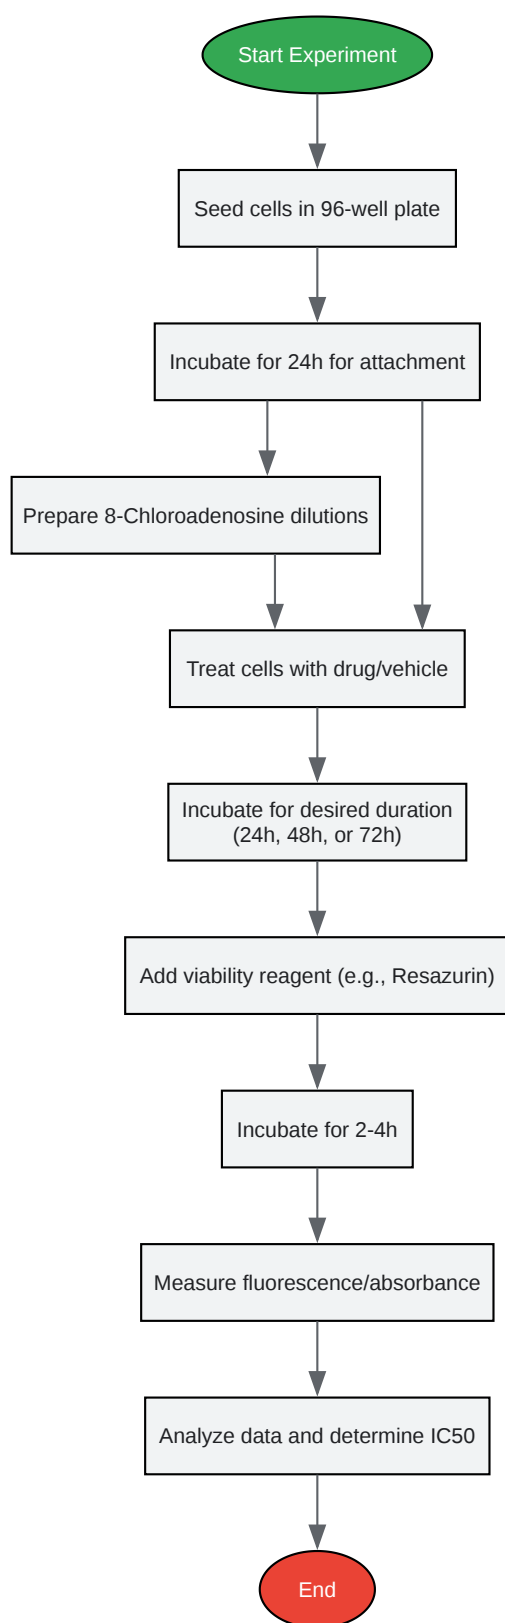 Start Experiment
Seed cells in 96-well plate
Incubate for 24h for attachment
Prepare 8-Chloroadenosine dilutions
Treat cells with drug/vehicle
Incubate for desired duration
(24h, 48h, or 72h)
Add viability reagent (e.g., Resazurin)
Incubate for 2-4h
Measure fluorescence/absorbance
Analyze data and determine IC50
End